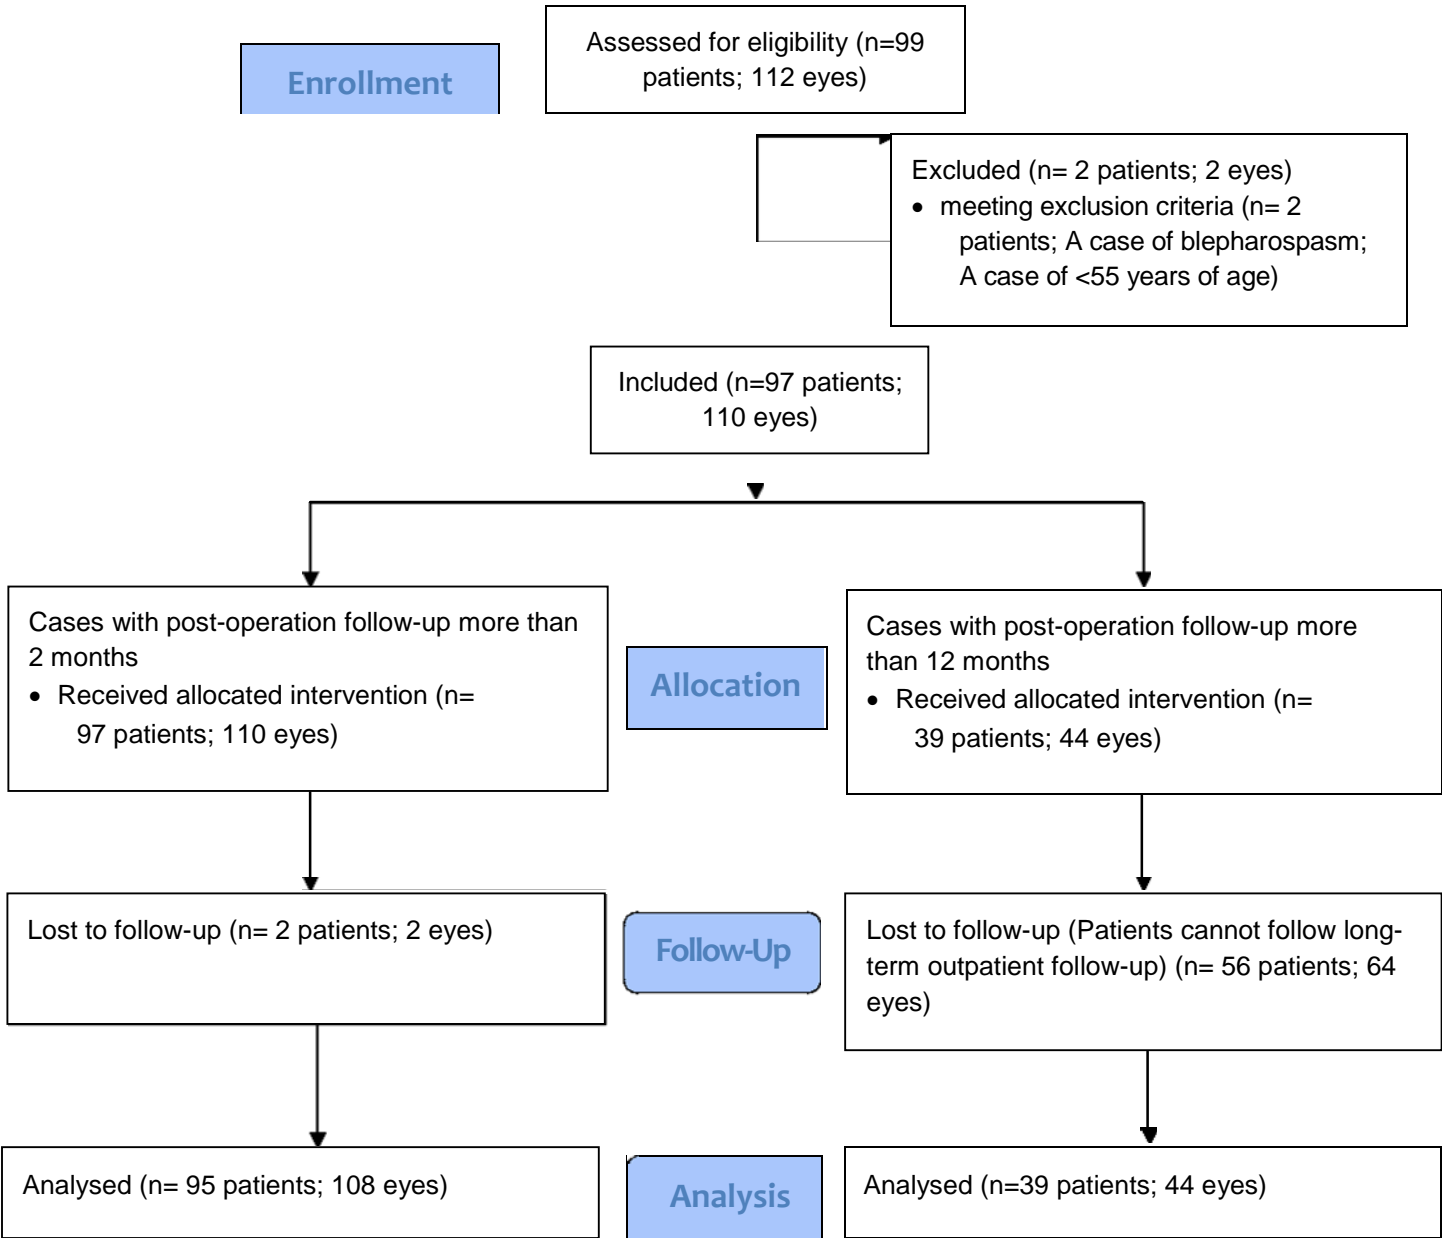 Enrollment
Assessed for eligibility (n=99
patients; 112 eyes)
Excluded (n= 2 patients; 2 eyes)
• meeting exclusion criteria (n= 2
patients; A case of blepharospasm;
A case of <55 years of age)
Included (n=97 patients;
110 eyes)
Cases with post-operation follow-up more than
2 months
• Received allocated intervention (n=
97 patients; 110 eyes)
Allocation
Cases with post-operation follow-up more
than 12 months
• Received allocated intervention (n=
39 patients; 44 eyes)
Lost to follow-up (n= 2 patients; 2 eyes)
Follow-Up
Lost to follow-up (Patients cannot follow long-
term outpatient follow-up) (n= 56 patients; 64
eyes)
Analysed (n= 95 patients; 108 eyes)
Analysis
Analysed (n=39 patients; 44 eyes)